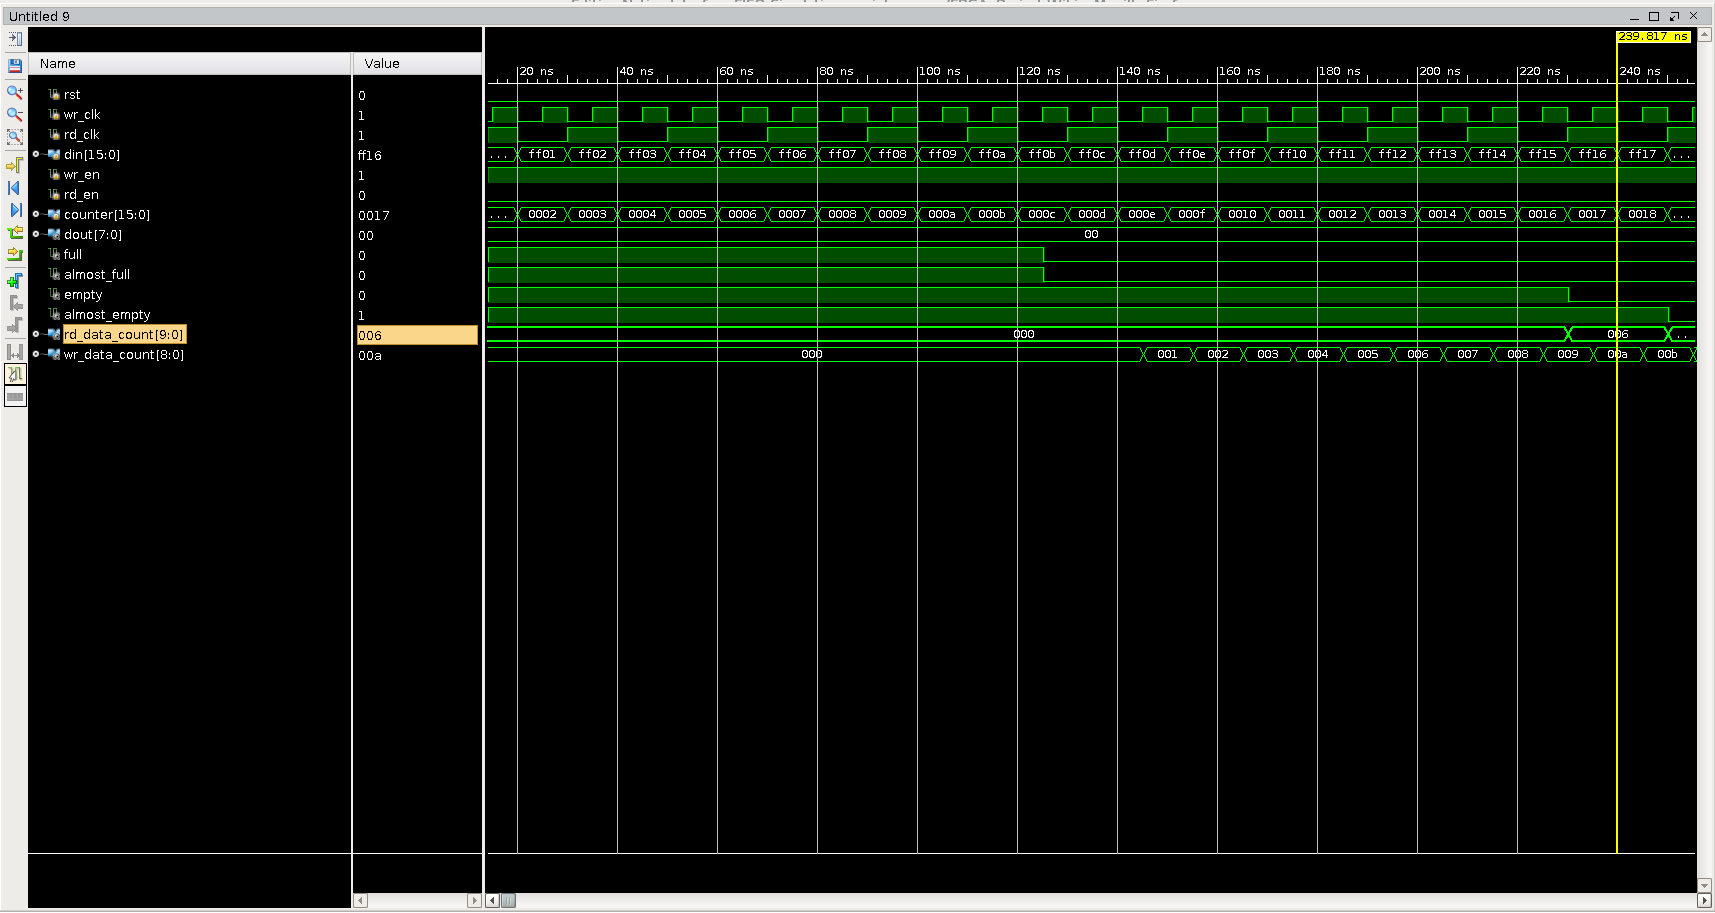 Untitled 9
239.817 ns
Name Value
20 ns 40 ns 60 ns 80 ns 100 ns 120 ns 140 ns 160 ns 180 ns 200 ns 220 ns 240 ns
rst 0
wr_clk 1
rd_clk 1
din[15:0] ff16 ... ff01 ff02 ff03 ff04 ff05 ff06 ff07 ff08 ff09 ff0a ff0b ff0c ff0d ff0e ff0f ff10 ff11 ff12 ff13 ff14 ff15 ff16 ff17 ...
wr_en 1
rd_en 0
counter[15:0] 0017 ... 0002 0003 0004 0005 0006 0007 0008 0009 000a 000b 000c 000d 000e 000f 0010 0011 0012 0013 0014 0015 0016 0017 0018 ...
dout[7:0] 00 00
full 0
almost_full 0
empty 0
almost_empty 1
rd_data_count[9:0] 006 000 006 ..
wr_data_count[8:0] 00a 000 001 002 003 004 005 006 007 008 009 00a 00b